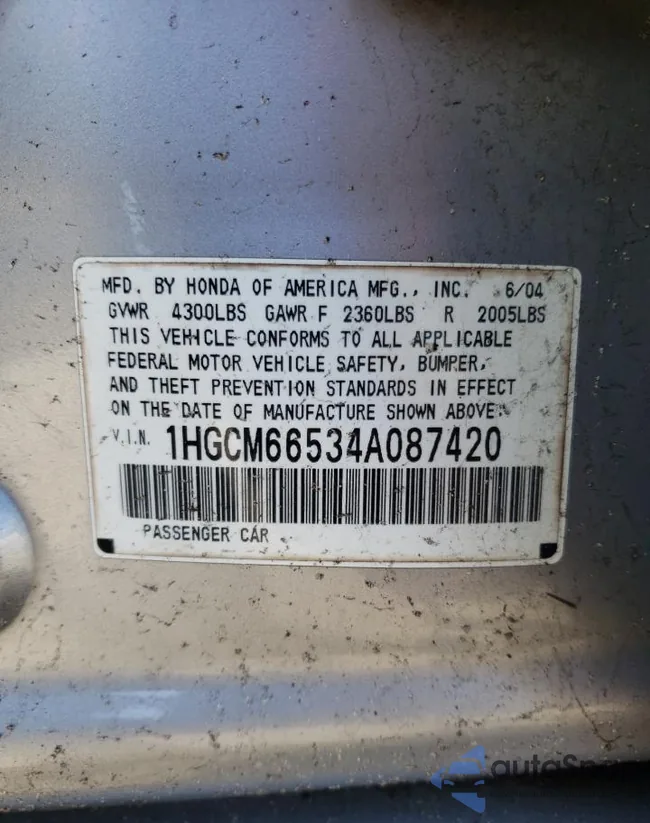 MFD. BY HONDA OF AMERICA MFG., INC. 6/04
GVWR 4300LBS GAWR F 2360LBS R 2005LBS
THIS VEHICLE CONFORMS TO ALL APPLICABLE
FEDERAL MOTOR VEHICLE SAFETY, BUMPER,
AND THEFT PREVENTION STANDARDS IN EFFECT
ON THE DATE OF MANUFACTURE SHOWN ABOVE.
V.I.N. 1HGCM66534A087420
PASSENGER CAR